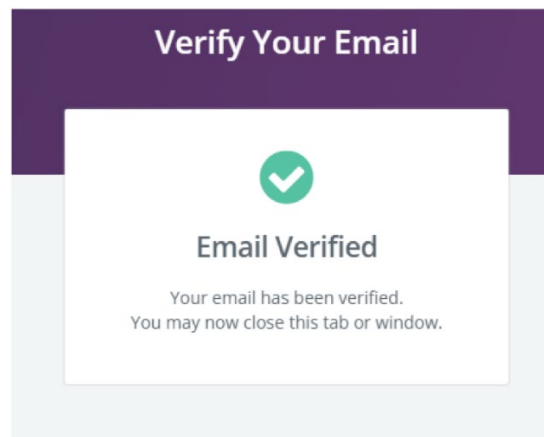 Verify Your Email
Email Verified
Your email has been verified.
You may now close this tab or window.